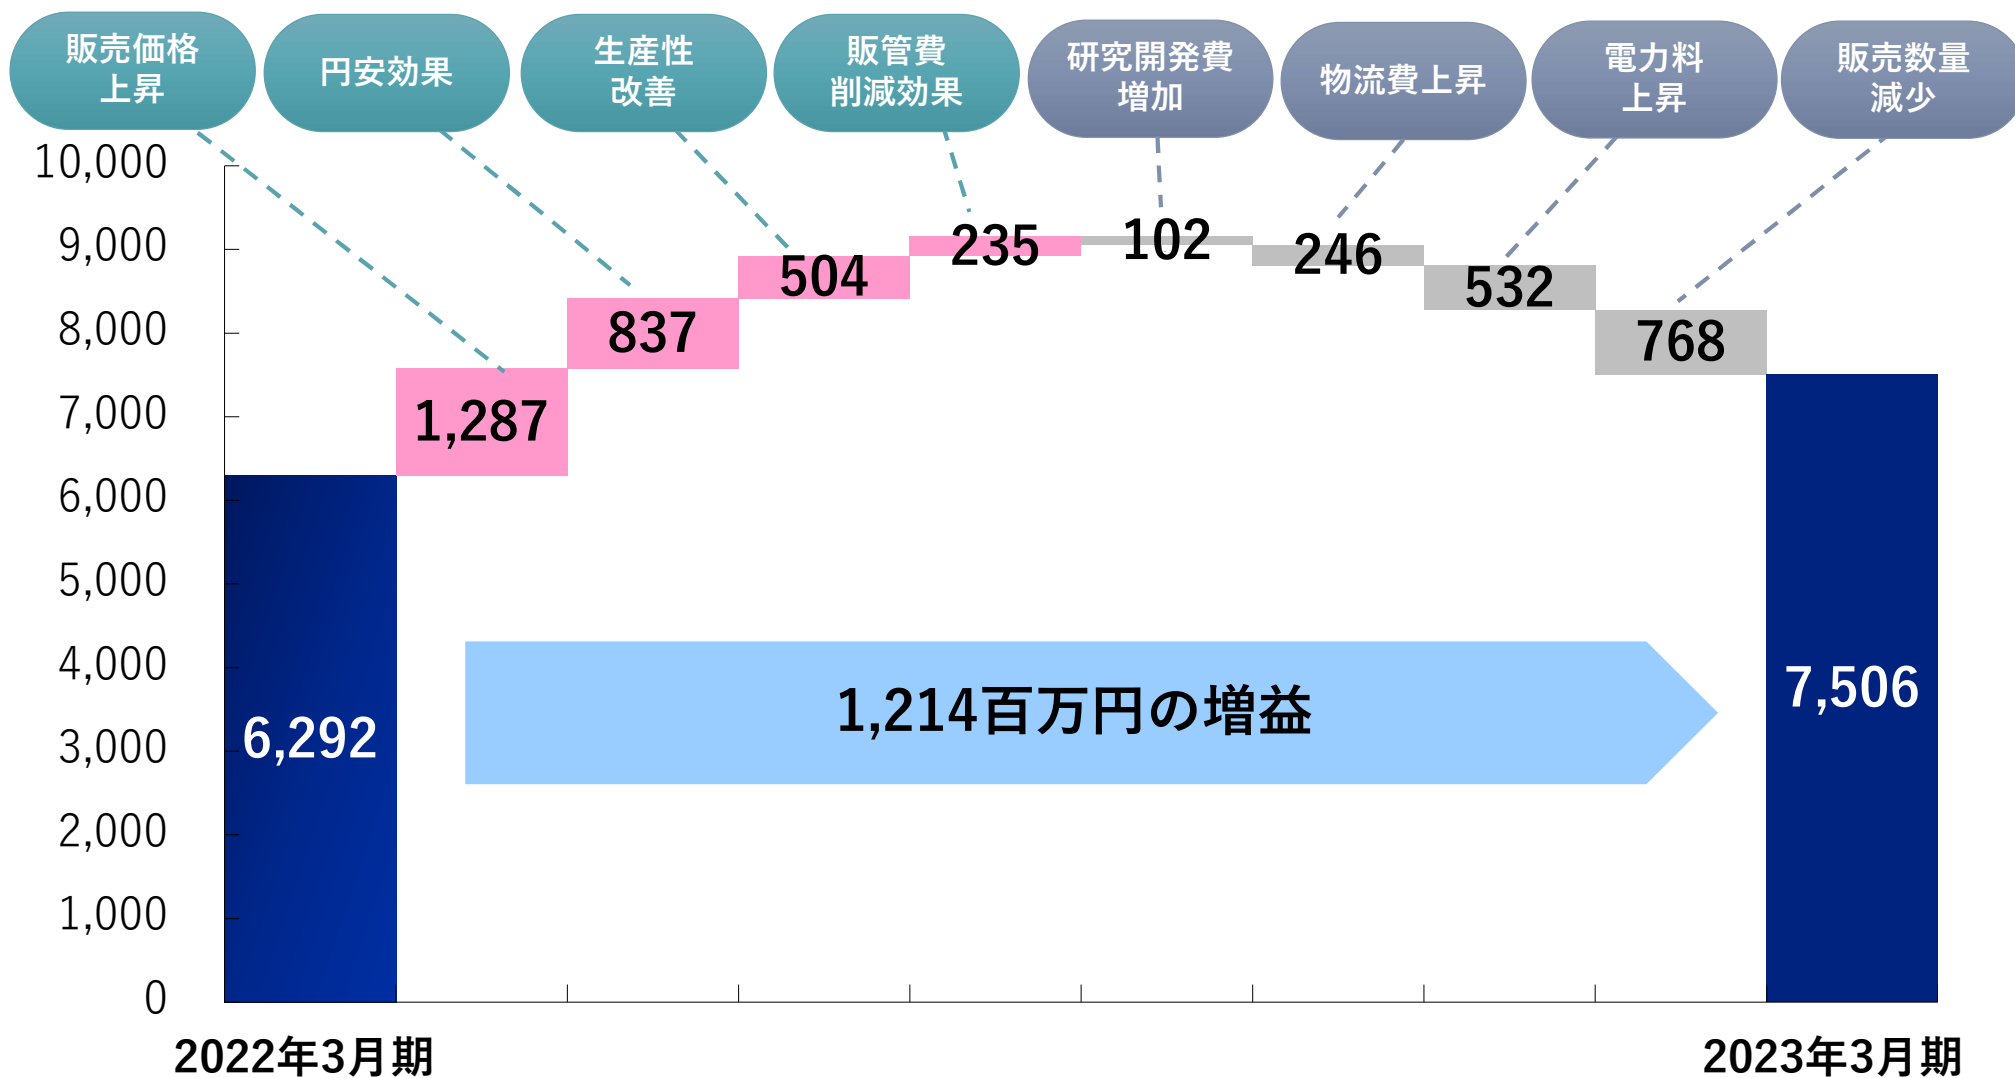 販売価格
上昇
円安効果
生産性
改善
販管費
削減効果
研究開発費
増加
物流費上昇
電力料
上昇
販売数量
減少
10,000
9,000
8,000
7,000
6,000
5,000
4,000
3,000
2,000
1,000
0
6,292
1,287
837
504
235
102
246
532
768
7,506
1,214百万円の増益
2022年3月期
2023年3月期